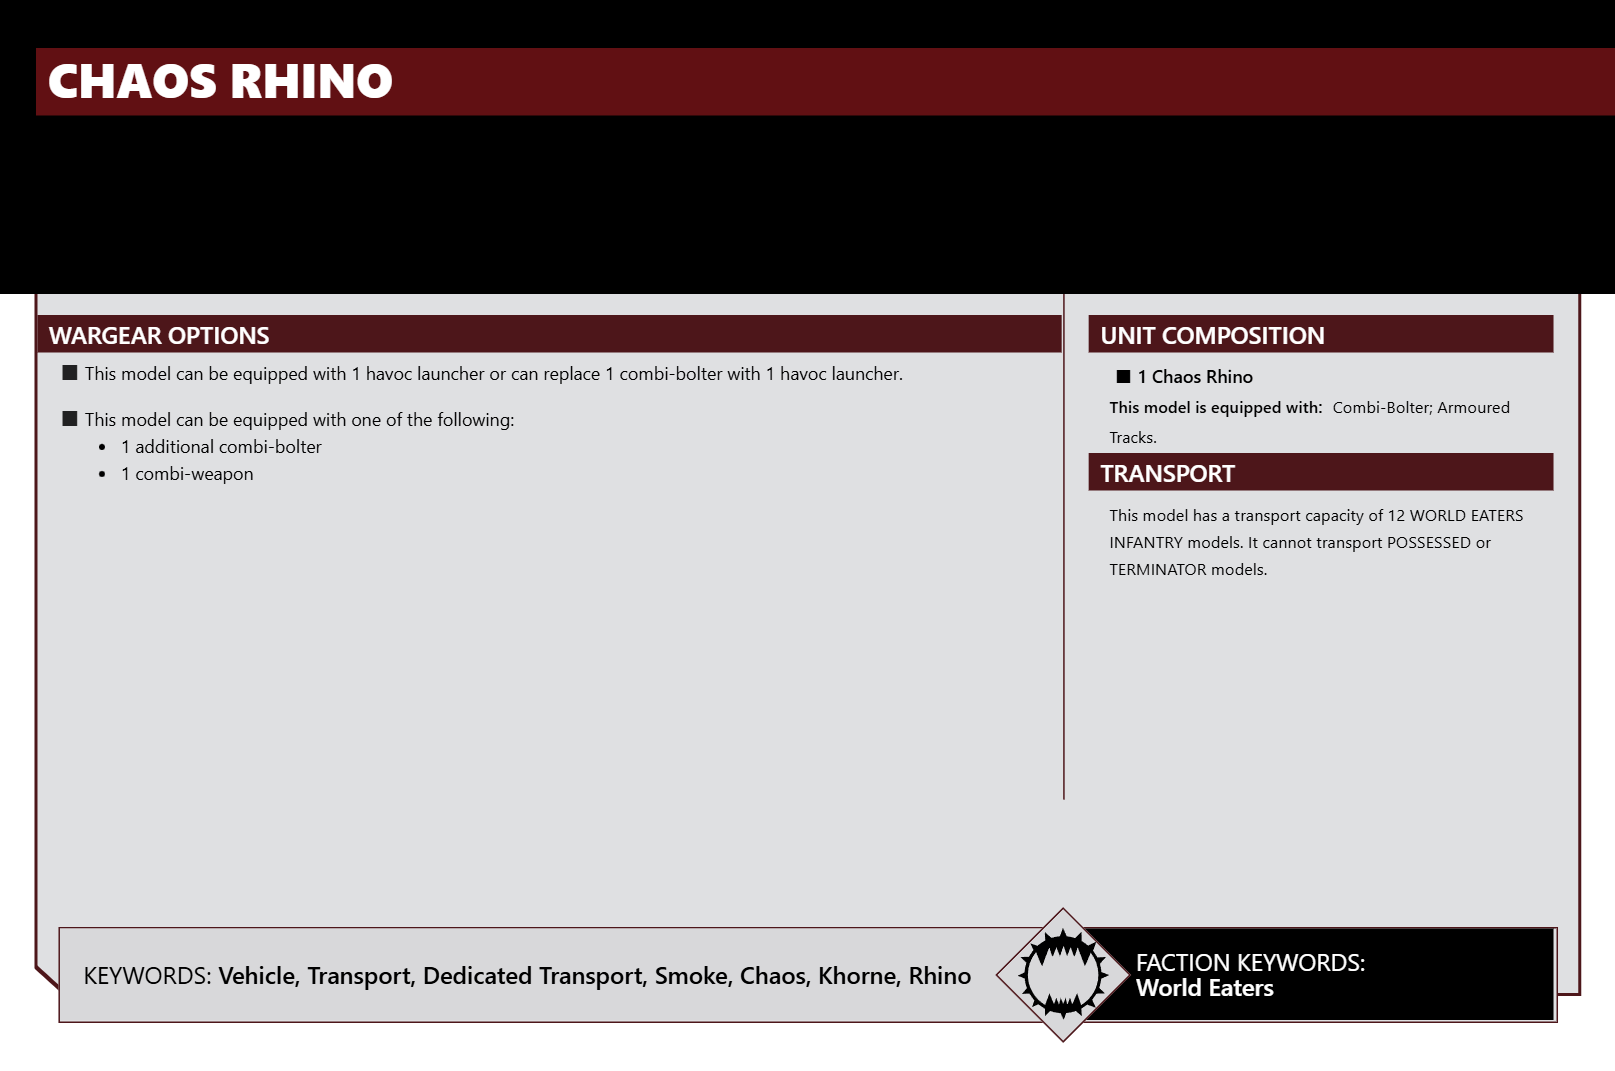 CHAOS RHINO
WARGEAR OPTIONS
■ This model can be equipped with 1 havoc launcher or can replace 1 combi-bolter with 1 havoc launcher.
■ This model can be equipped with one of the following:
• 1 additional combi-bolter
• 1 combi-weapon
UNIT COMPOSITION
■ 1 Chaos Rhino
This model is equipped with: Combi-Bolter; Armoured
Tracks.
TRANSPORT
This model has a transport capacity of 12 WORLD EATERS
INFANTRY models. It cannot transport POSSESSED or
TERMINATOR models.
KEYWORDS: Vehicle, Transport, Dedicated Transport, Smoke, Chaos, Khorne, Rhino
FACTION KEYWORDS:
World Eaters